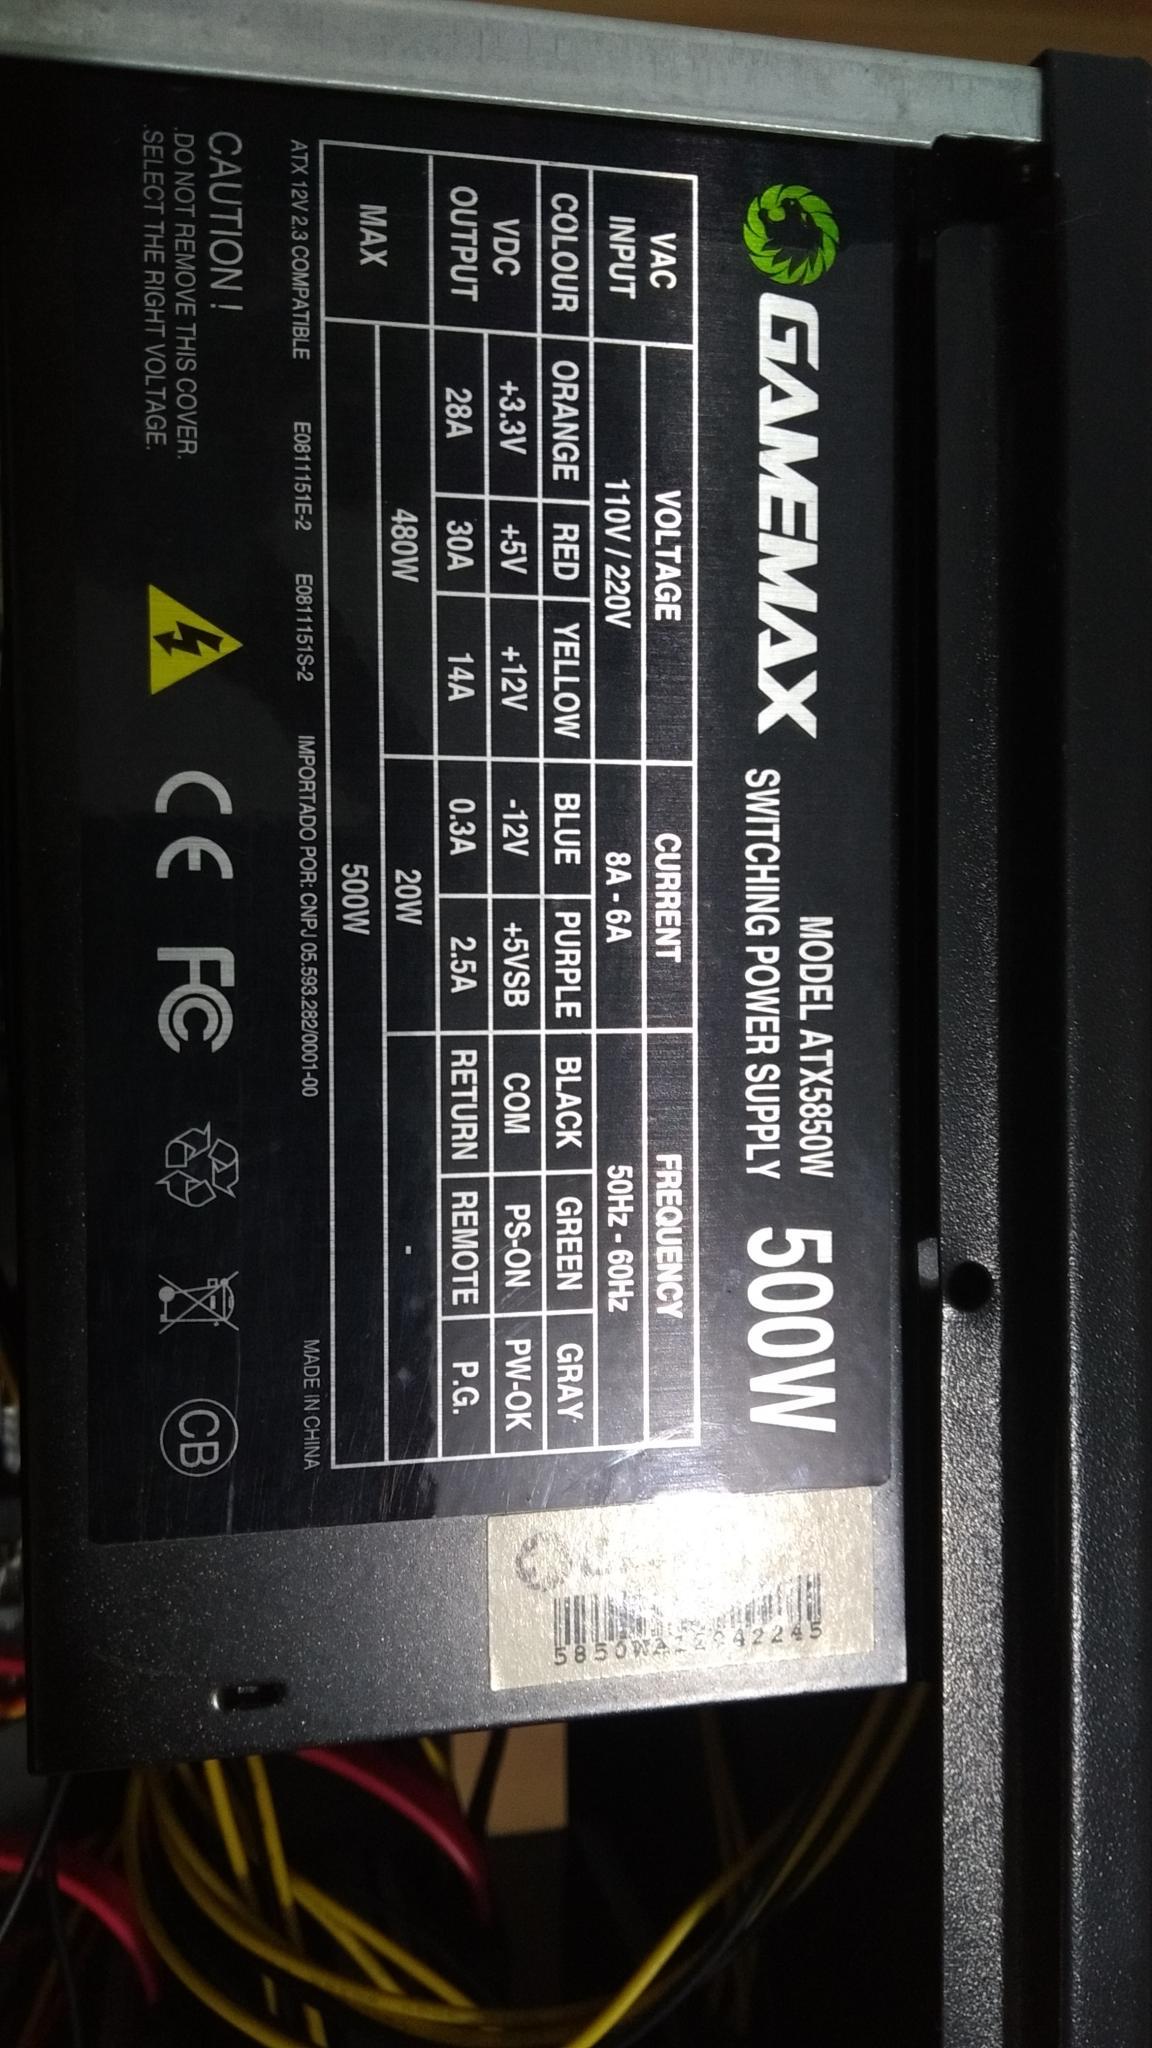 GAMEMAX
MODEL ATX5850W
SWITCHING POWER SUPPLY
500W
VAC INPUT VOLTAGE CURRENT FREQUENCY
110V / 220V 8A - 6A 50Hz - 60Hz
COLOUR ORANGE RED YELLOW BLUE PURPLE BLACK GREEN GRAY
VDC OUTPUT +3.3V +5V +12V -12V +5VSB COM PS-ON PW-OK
28A 30A 14A 0.3A 2.5A RETURN REMOTE P.G.
MAX 480W 20W -
500W
ATX 12V 2.3 COMPATIBLE E081151E-2 E081151S-2 IMPORTADO POR: CNPJ 05.593.282/0001-00 MADE IN CHINA
CAUTION !
.DO NOT REMOVE THIS COVER.
.SELECT THE RIGHT VOLTAGE.
CE FC CB